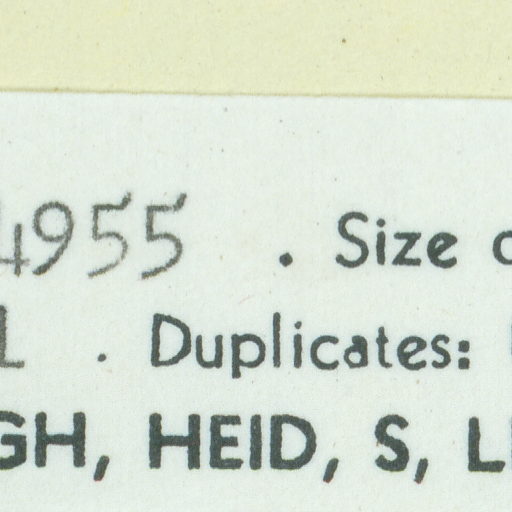 4955 . Size
. Duplicates:
GH, HEID, S,